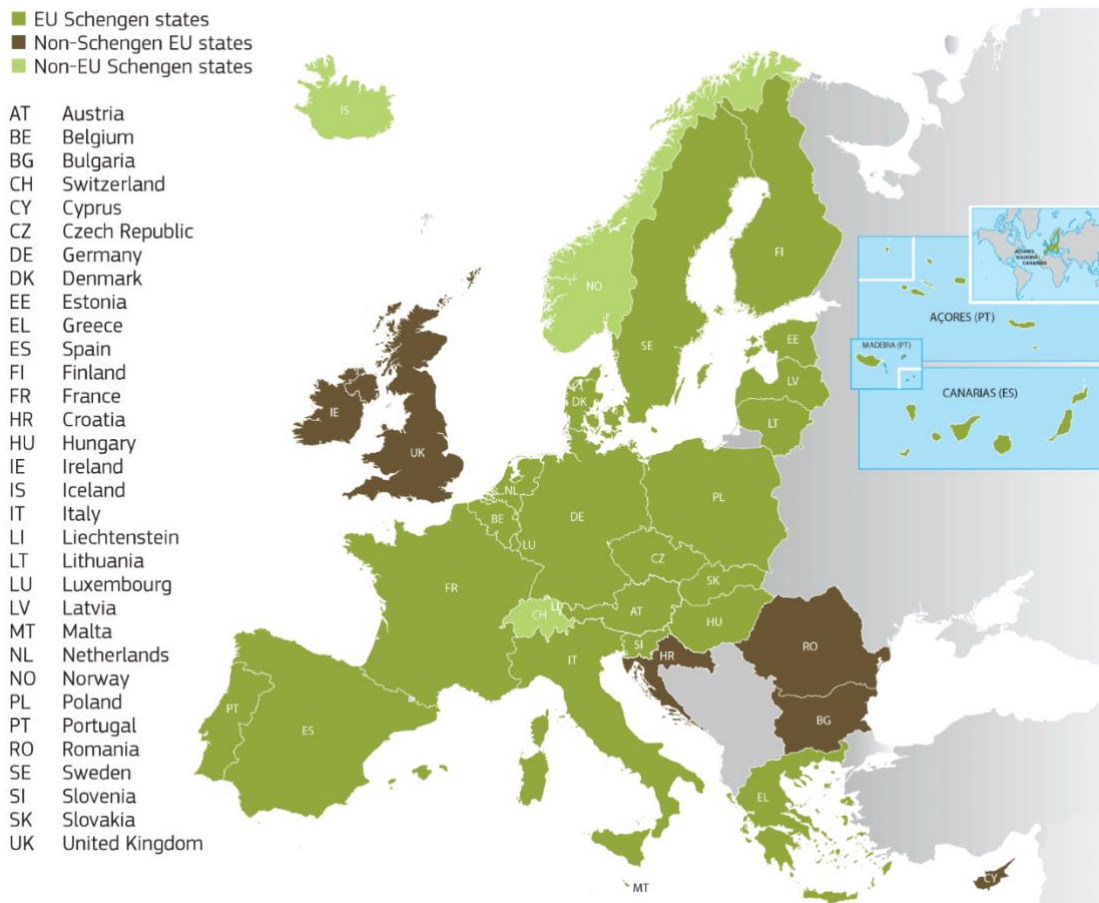 EU Schengen states
Non-Schengen EU states
Non-EU Schengen states
AT Austria
BE Belgium
BG Bulgaria
CH Switzerland
CY Cyprus
CZ Czech Republic
DE Germany
DK Denmark
EE Estonia
EL Greece
ES Spain
FI Finland
FR France
HR Croatia
HU Hungary
IE Ireland
IS Iceland
IT Italy
LI Liechtenstein
LT Lithuania
LU Luxembourg
LV Latvia
MT Malta
NL Netherlands
NO Norway
PL Poland
PT Portugal
RO Romania
SE Sweden
SI Slovenia
SK Slovakia
UK United Kingdom
IS
NO
SE
FI
EE
LV
LT
DK
IE
UK
NL
BE
LU
DE
PL
CZ
SK
FR
CH
LI
AT
HU
SI
HR
IT
RO
BG
PT
ES
EL
MT
CY
AÇORES
MADEIRA
CANARIAS
AÇORES (PT)
MADEIRA (PT)
CANARIAS (ES)